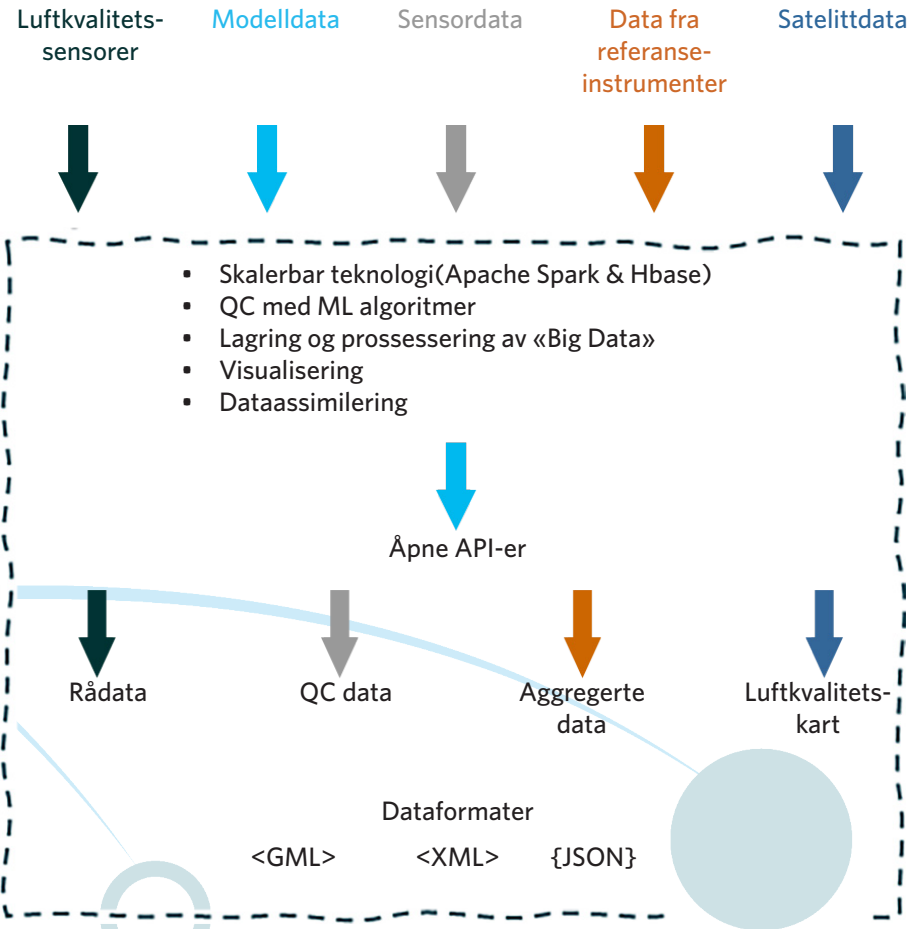 Luftkvalitets-
sensorer
Modelldata
Sensordata
Data fra
referanse-
instrumenter
Satelittdata
▪ Skalerbar teknologi(Apache Spark & Hbase)
▪ QC med ML algoritmer
▪ Lagring og prossessering av «Big Data»
▪ Visualisering
▪ Dataassimilering
Åpne API-er
Rådata
QC data
Aggregerte
data
Luftkvalitets-
kart
Dataformater
<GML> <XML> {JSON}